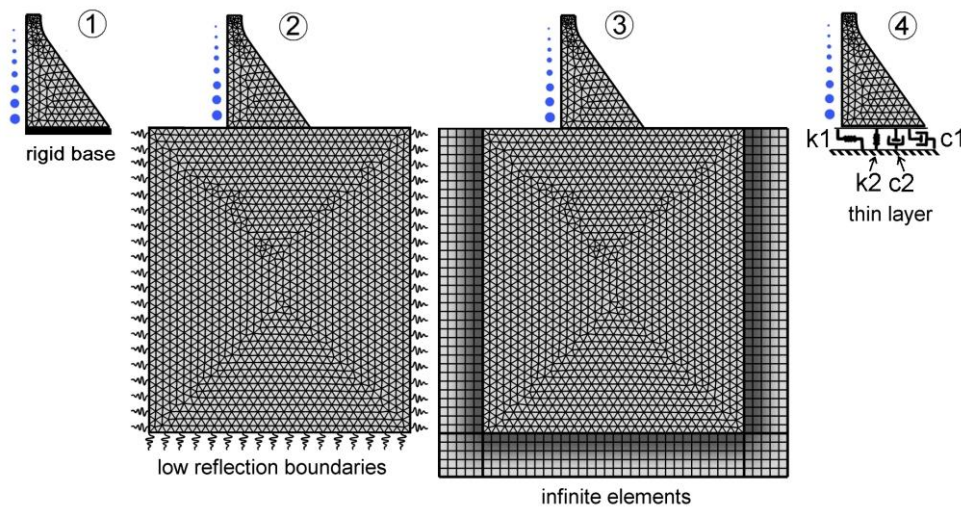 ①
②
③
④
rigid base
low reflection boundaries
infinite elements
k1
c1
k2 c2
thin layer